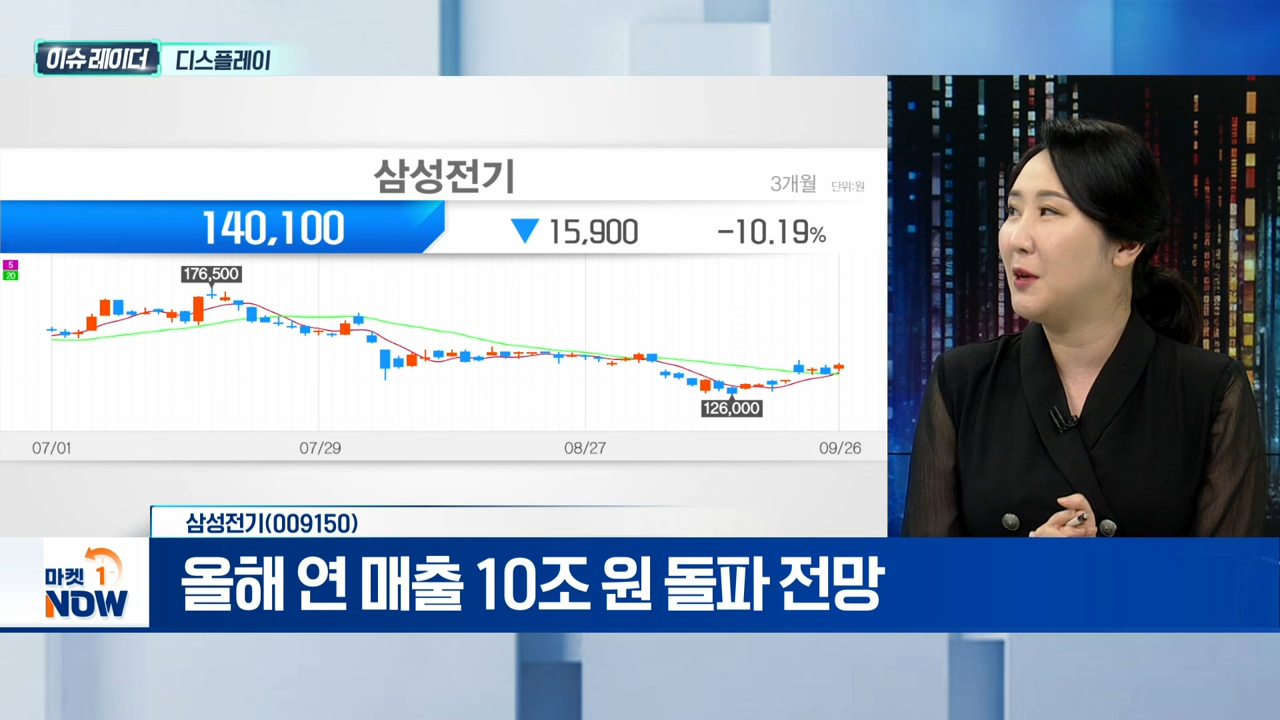 이슈 레이더 디스플레이
삼성전기
3개월 단위:원
140,100 ▼ 15,900 -10.19%
5
20
176,500
126,000
07/01 07/29 08/27 09/26
삼성전기(009150)
마켓 1
NOW
올해 연 매출 10조 원 돌파 전망